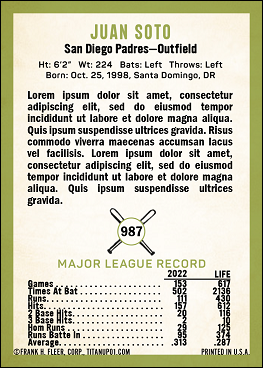 JUAN SOTO
San Diego Padres—Outfield
Ht: 6'2" Wt: 224 Bats: Left Throws: Left
Born: Oct. 25, 1998, Santa Domingo, DR
Lorem ipsum dolor sit amet, consectetur
adipiscing elit, sed do eiusmod tempor
incididunt ut labore et dolore magna aliqua.
Quis ipsum suspendisse ultrices gravida. Risus
commodo viverra maecenas accumsan lacus
vel facilisis. Lorem ipsum dolor sit amet,
consectetur adipiscing elit, sed do eiusmod
tempor incididunt ut labore et dolore magna
aliqua. Quis ipsum suspendisse ultrices
gravida.
987
MAJOR LEAGUE RECORD
2022 LIFE
Games 153 617
Times At Bat 502 2136
Runs 111 430
Hits 157 612
2 Base Hits 20 116
3 Base Hits 2 10
Hom Runs 29 125
Runs Batte In 95 374
Average .313 .287
©FRANK H. FLEER, CORP., TITANUP01.COM PRINTED IN U.S.A.